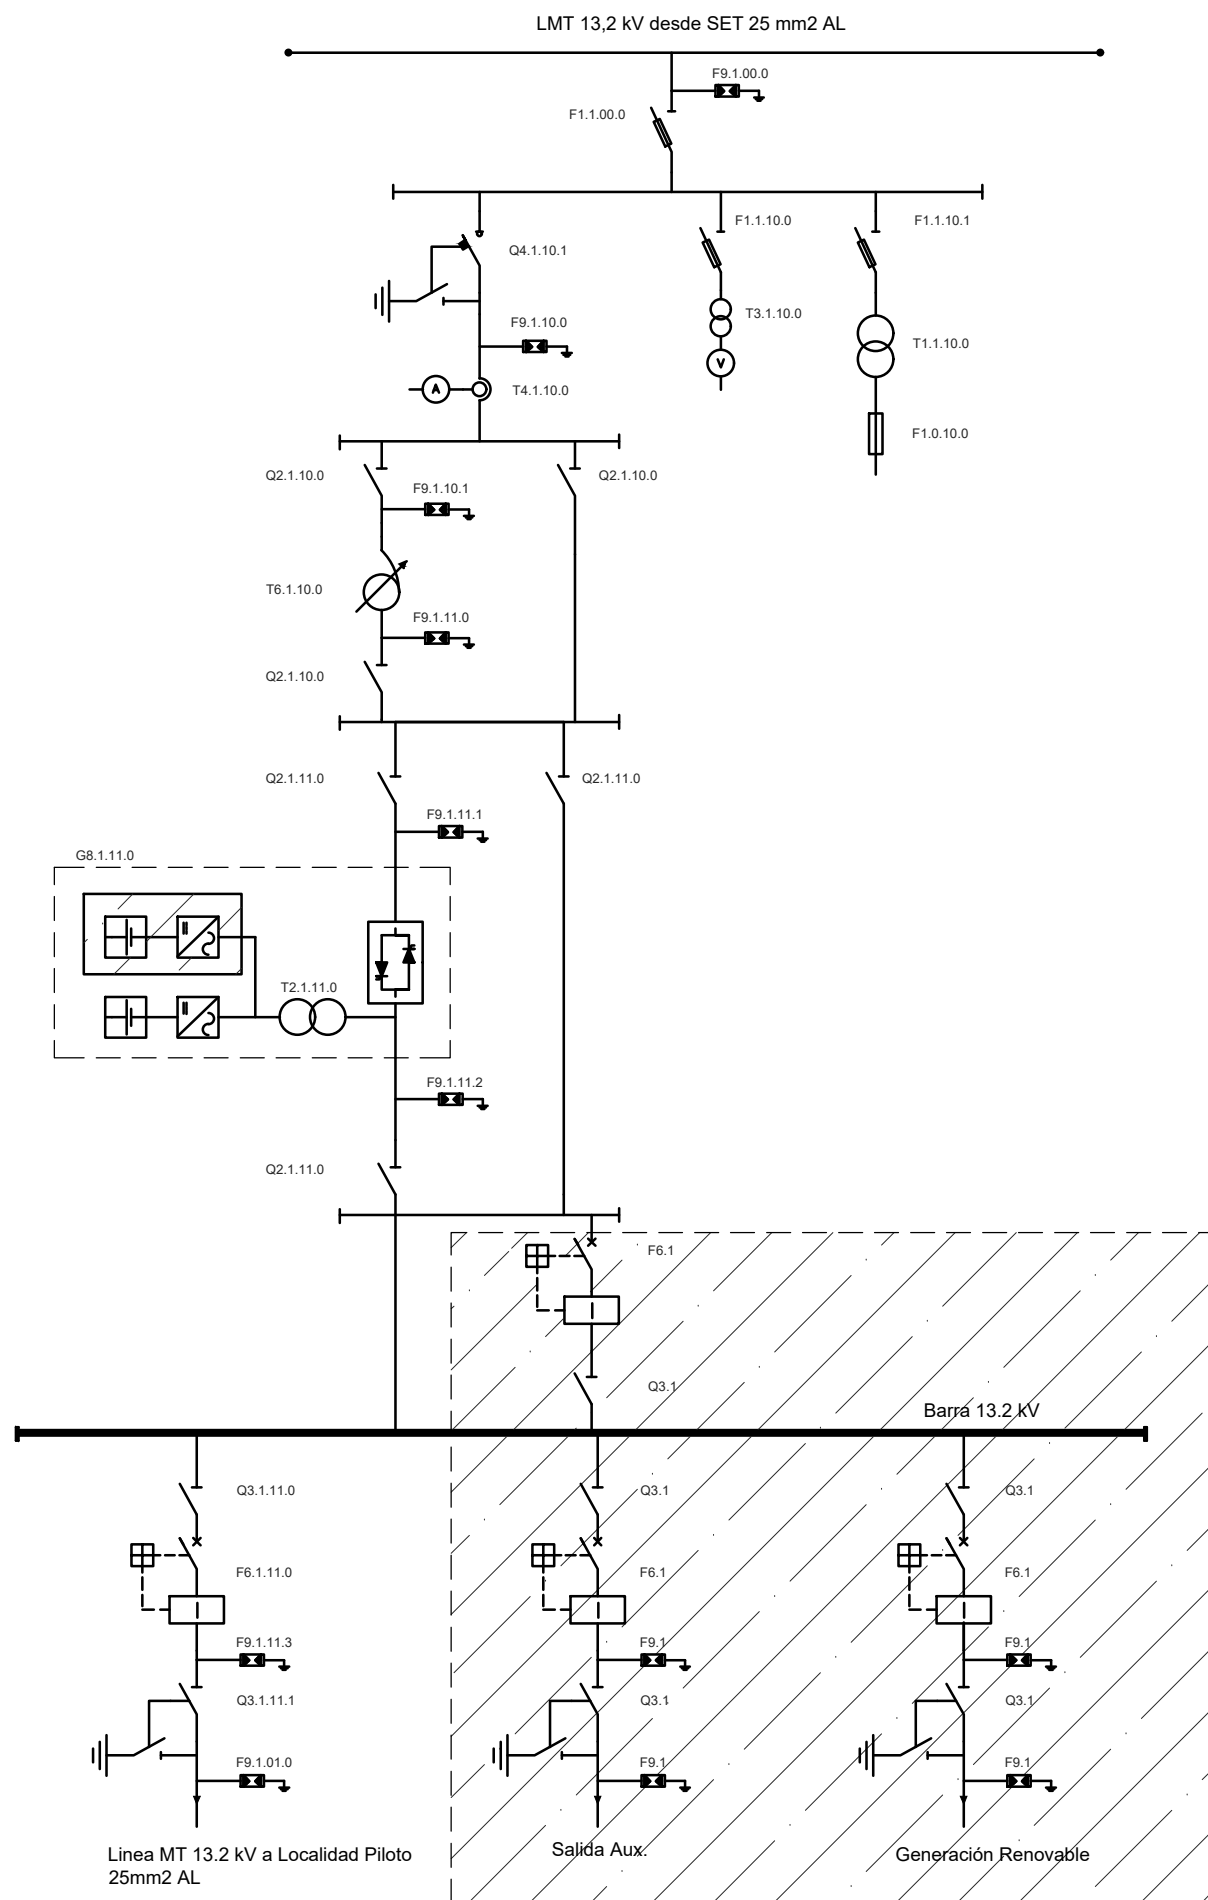 LMT 13,2 kV desde SET 25 mm2 AL
F9.1.00.0
F1.1.00.0
F1.1.10.0
F1.1.10.1
Q4.1.10.1
T3.1.10.0
F9.1.10.0
T1.1.10.0
V
A
T4.1.10.0
F1.0.10.0
Q2.1.10.0
Q2.1.10.0
F9.1.10.1
T6.1.10.0
F9.1.11.0
Q2.1.10.0
Q2.1.11.0
Q2.1.11.0
F9.1.11.1
G8.1.11.0
T2.1.11.0
F9.1.11.2
Q2.1.11.0
F6.1
Q3.1
Barra 13.2 kV
Q3.1.11.0
Q3.1
Q3.1
F6.1.11.0
F6.1
F6.1
F9.1.11.3
F9.1
F9.1
Q3.1.11.1
Q3.1
Q3.1
F9.1.01.0
F9.1
F9.1
Linea MT 13.2 kV a Localidad Piloto
25mm2 AL
Salida Aux.
Generación Renovable